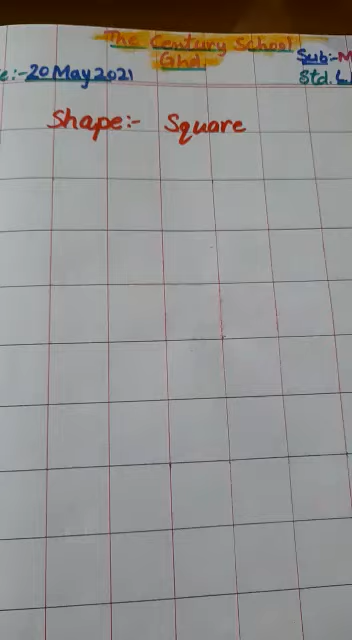 The Century School
Ghd.
:-20 May 2021
Sub:-M
Std.
Shape:- Square